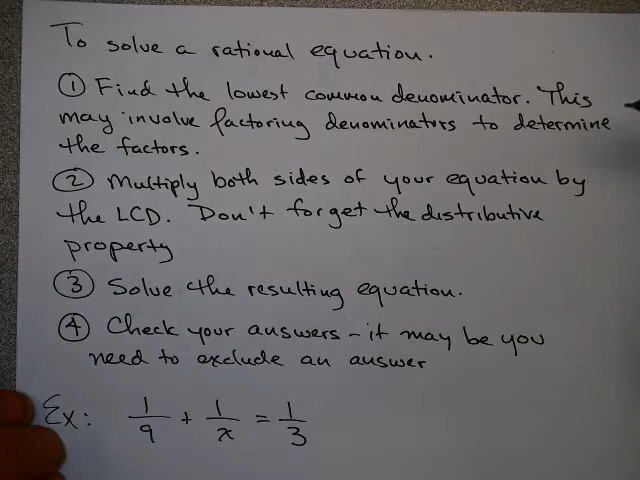 To solve a rational equation.
① Find the lowest common denominator. This
may involve factoring denominators to determine
the factors.
② Multiply both sides of your equation by
the LCD. Don't forget the distributive
property
③ Solve the resulting equation.
④ Check your answers - it may be you
need to exclude an answer
Ex: 1/9 + 1/x = 1/3